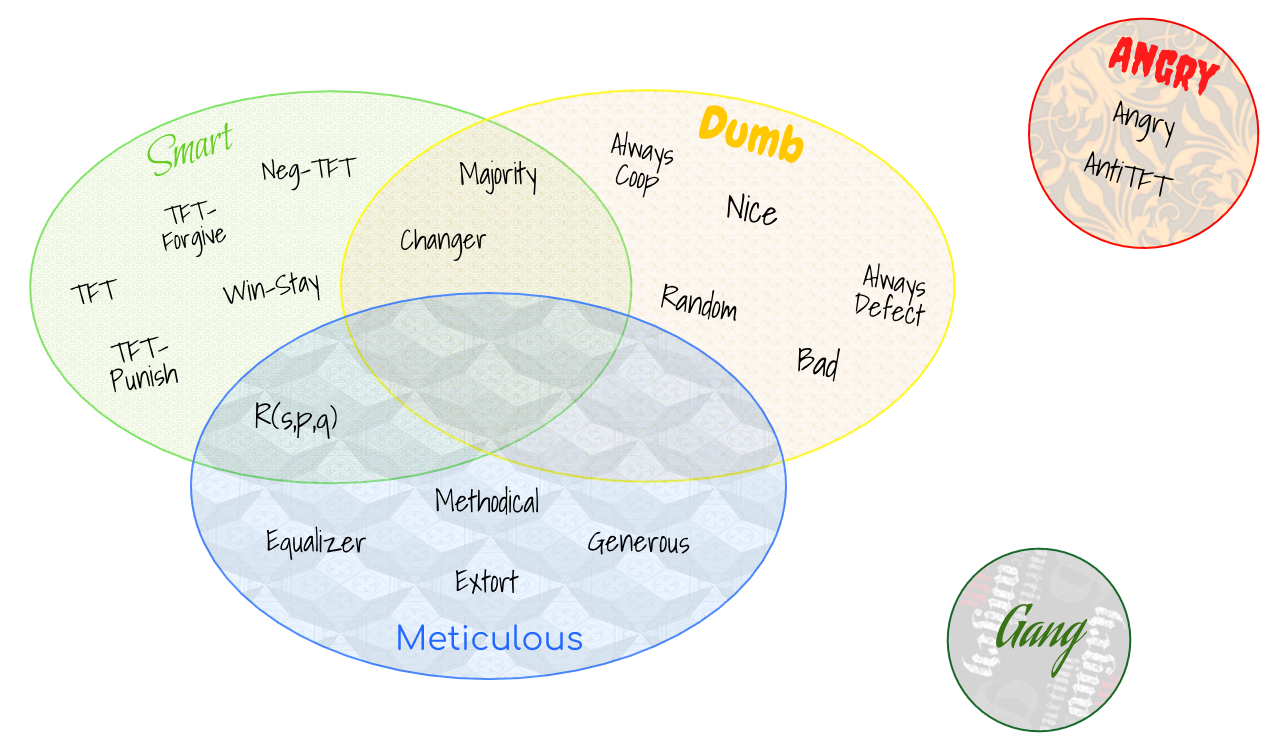 Smart
Neg-TFT
TFT-
Forgive
TFT
Win-Stay
TFT-
Punish
Majority
Changer
Dumb
Always
Coop
Nice
Random
Always
Defect
Bad
R(s,p,q)
Methodical
Equalizer
Generous
Extort
Meticulous
ANGRY
Angry
AntiTFT
Gang